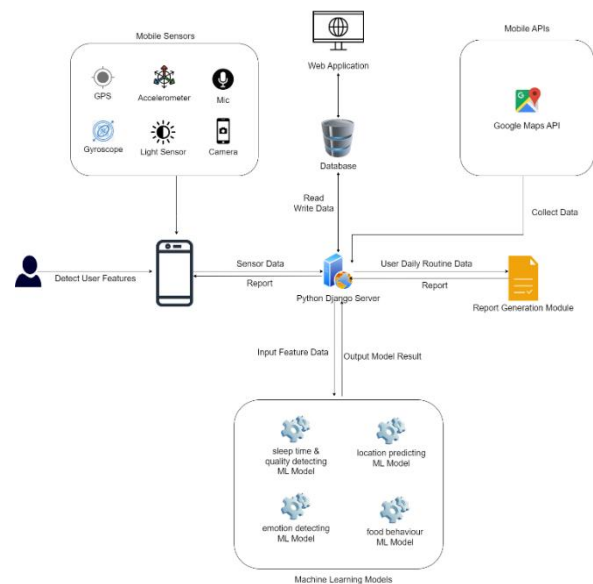 Mobile Sensors
GPS
Accelerometer
Mic
Gyroscope
Light Sensor
Camera
Web Application
Database
Read
Write Data
Mobile APIs
Google Maps API
Collect Data
Detect User Features
Sensor Data
Report
Python Django Server
User Daily Routine Data
Report
Report Generation Module
Input Feature Data
Output Model Result
sleep time &
quality detecting
ML Model
location predicting
ML Model
emotion detecting
ML Model
food behaviour
ML Model
Machine Learning Models